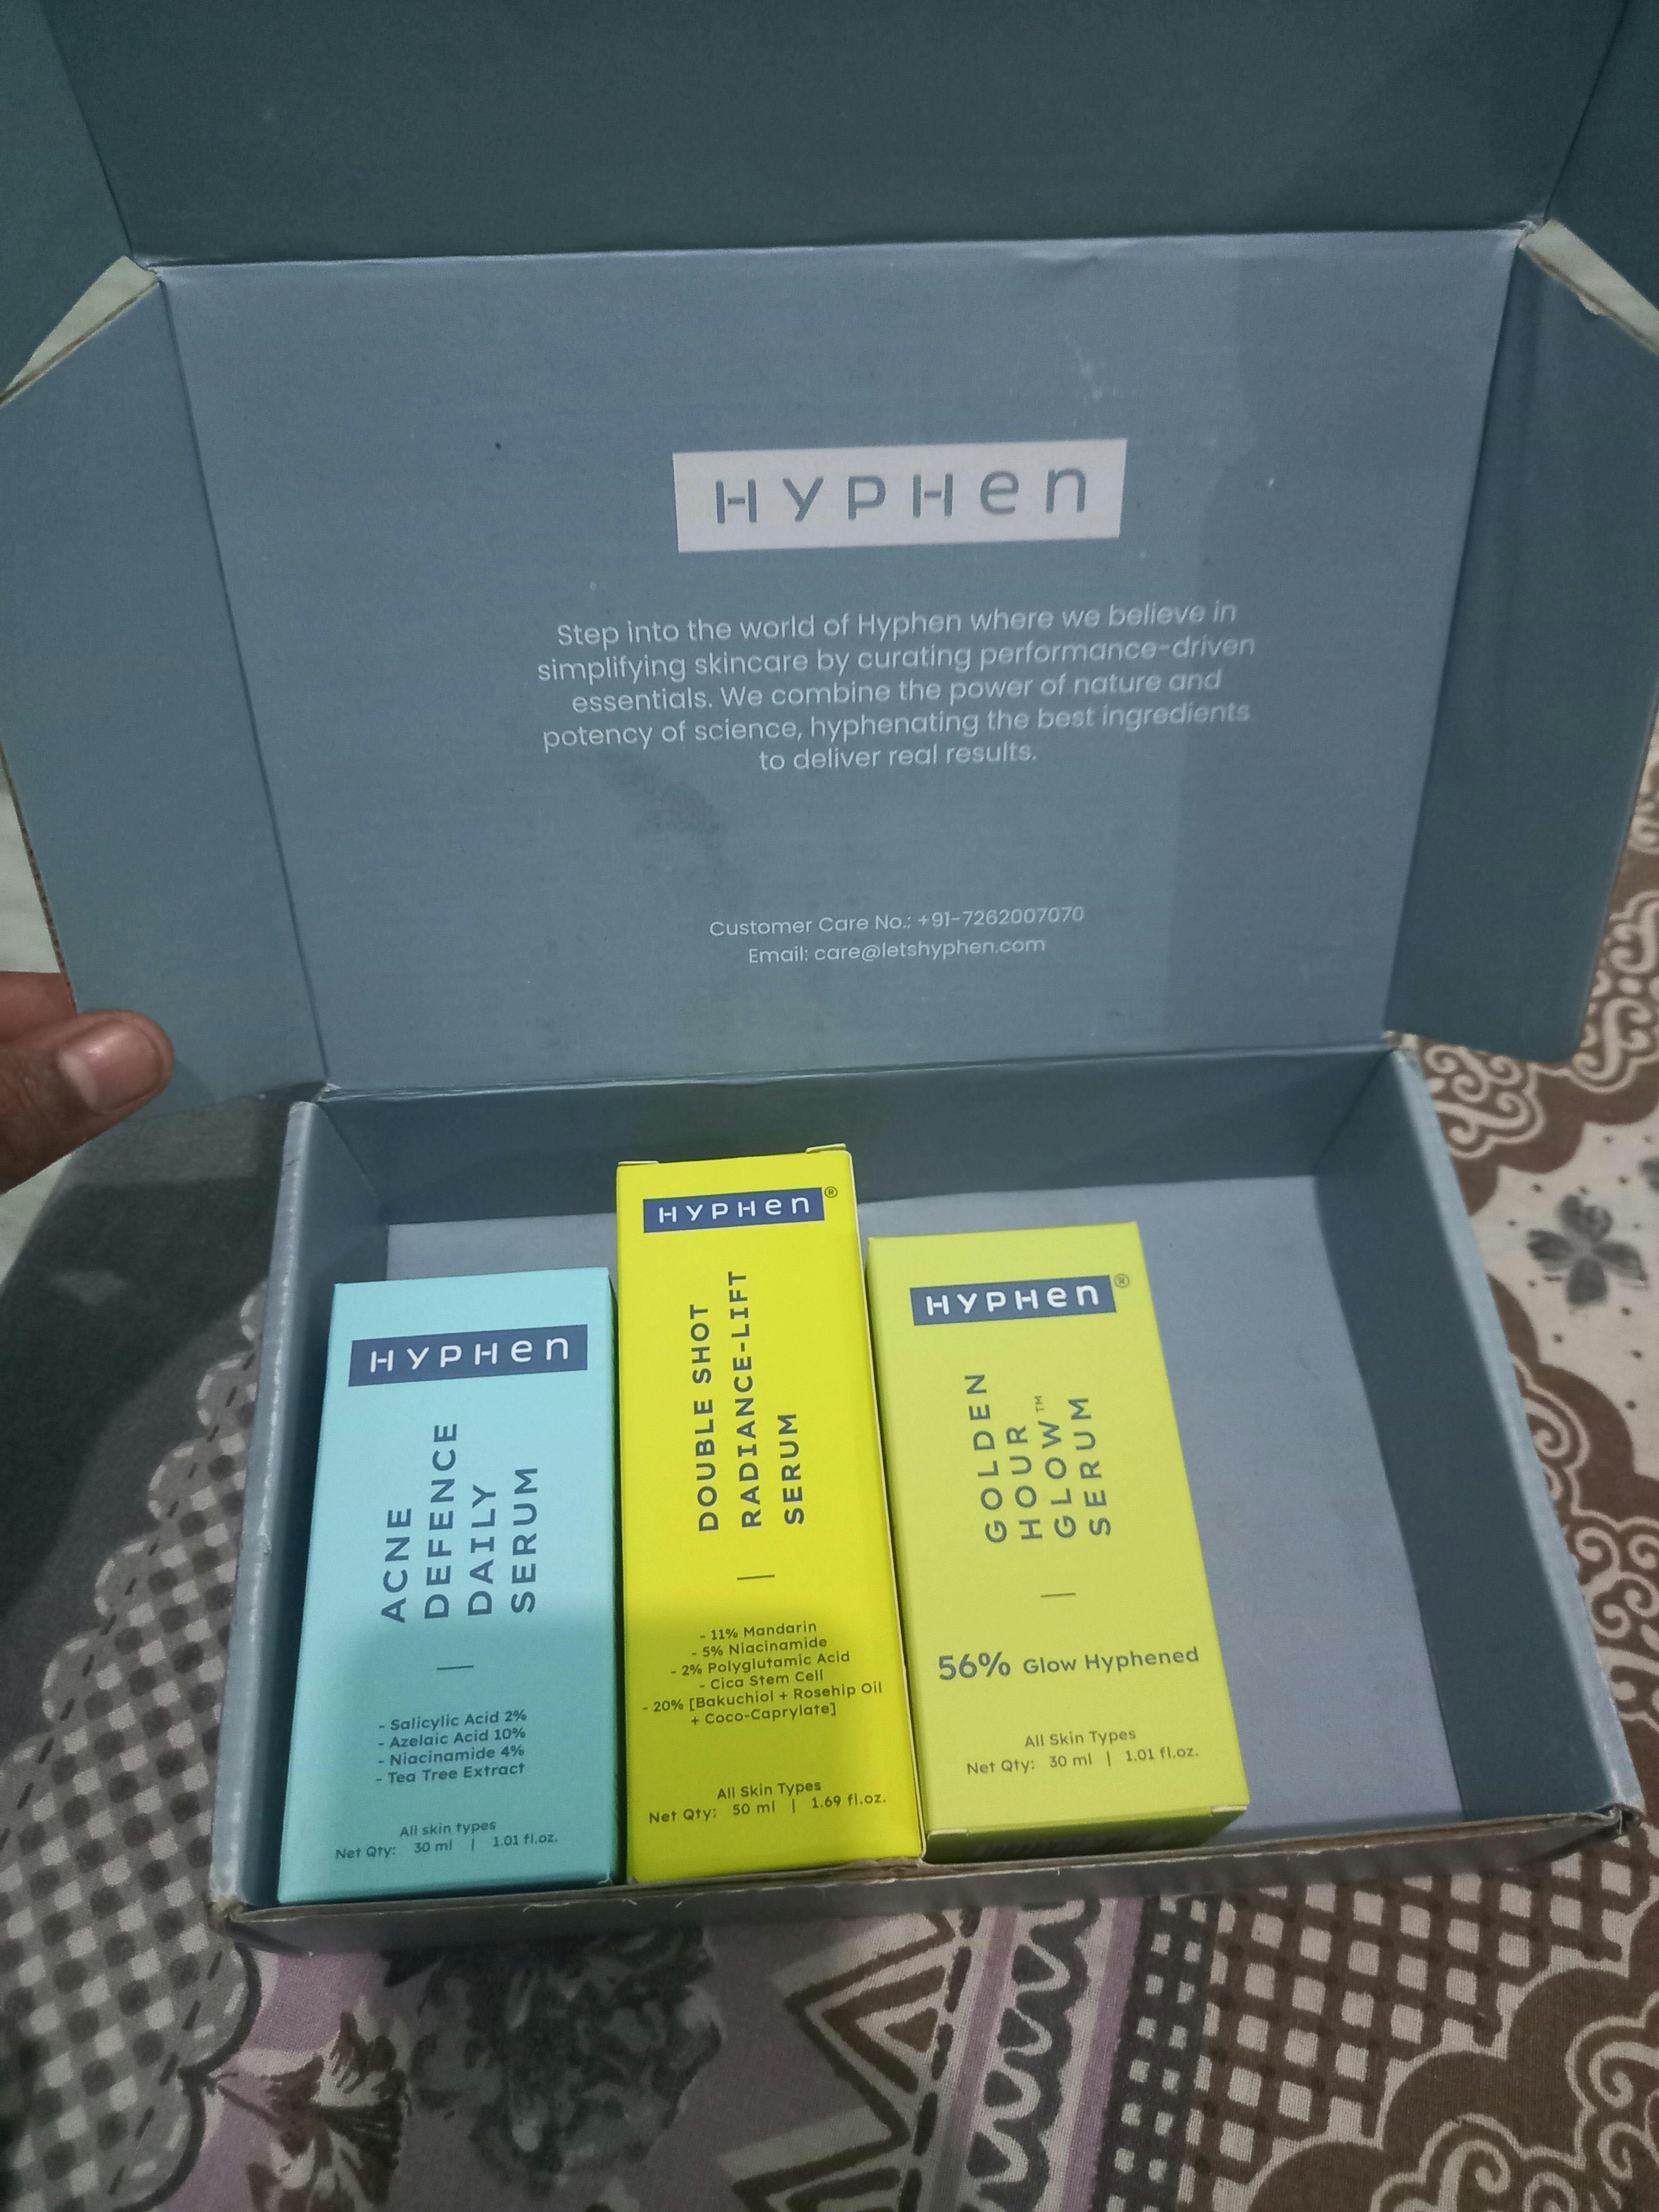 HYPHen
Step into the world of Hyphen where we believe in
simplifying skincare by curating performance-driven
essentials. We combine the power of nature and
potency of science, hyphenating the best ingredients
to deliver real results.
Customer Care No.: +91-7262007070
Email: care@letshyphen.com
HYPHen
ACNE
DEFENCE
DAILY
SERUM
- Salicylic Acid 2%
- Azelaic Acid 10%
- Niacinamide 4%
- Tea Tree Extract
All skin types
Net Qty: 30 ml | 1.01 fl.oz.
HYPHen®
DOUBLE SHOT
RADIANCE-LIFT
SERUM
- 11% Mandarin
- 5% Niacinamide
- 2% Polyglutamic Acid
- Cica Stem Cell
- 20% [Bakuchiol + Rosehip Oil
+ Coco-Caprylate]
All Skin Types
Net Qty: 50 ml | 1.69 fl.oz.
HYPHen®
GOLDEN
HOUR
GLOW™
SERUM
56% Glow Hyphened
All Skin Types
Net Qty: 30 ml | 1.01 fl.oz.